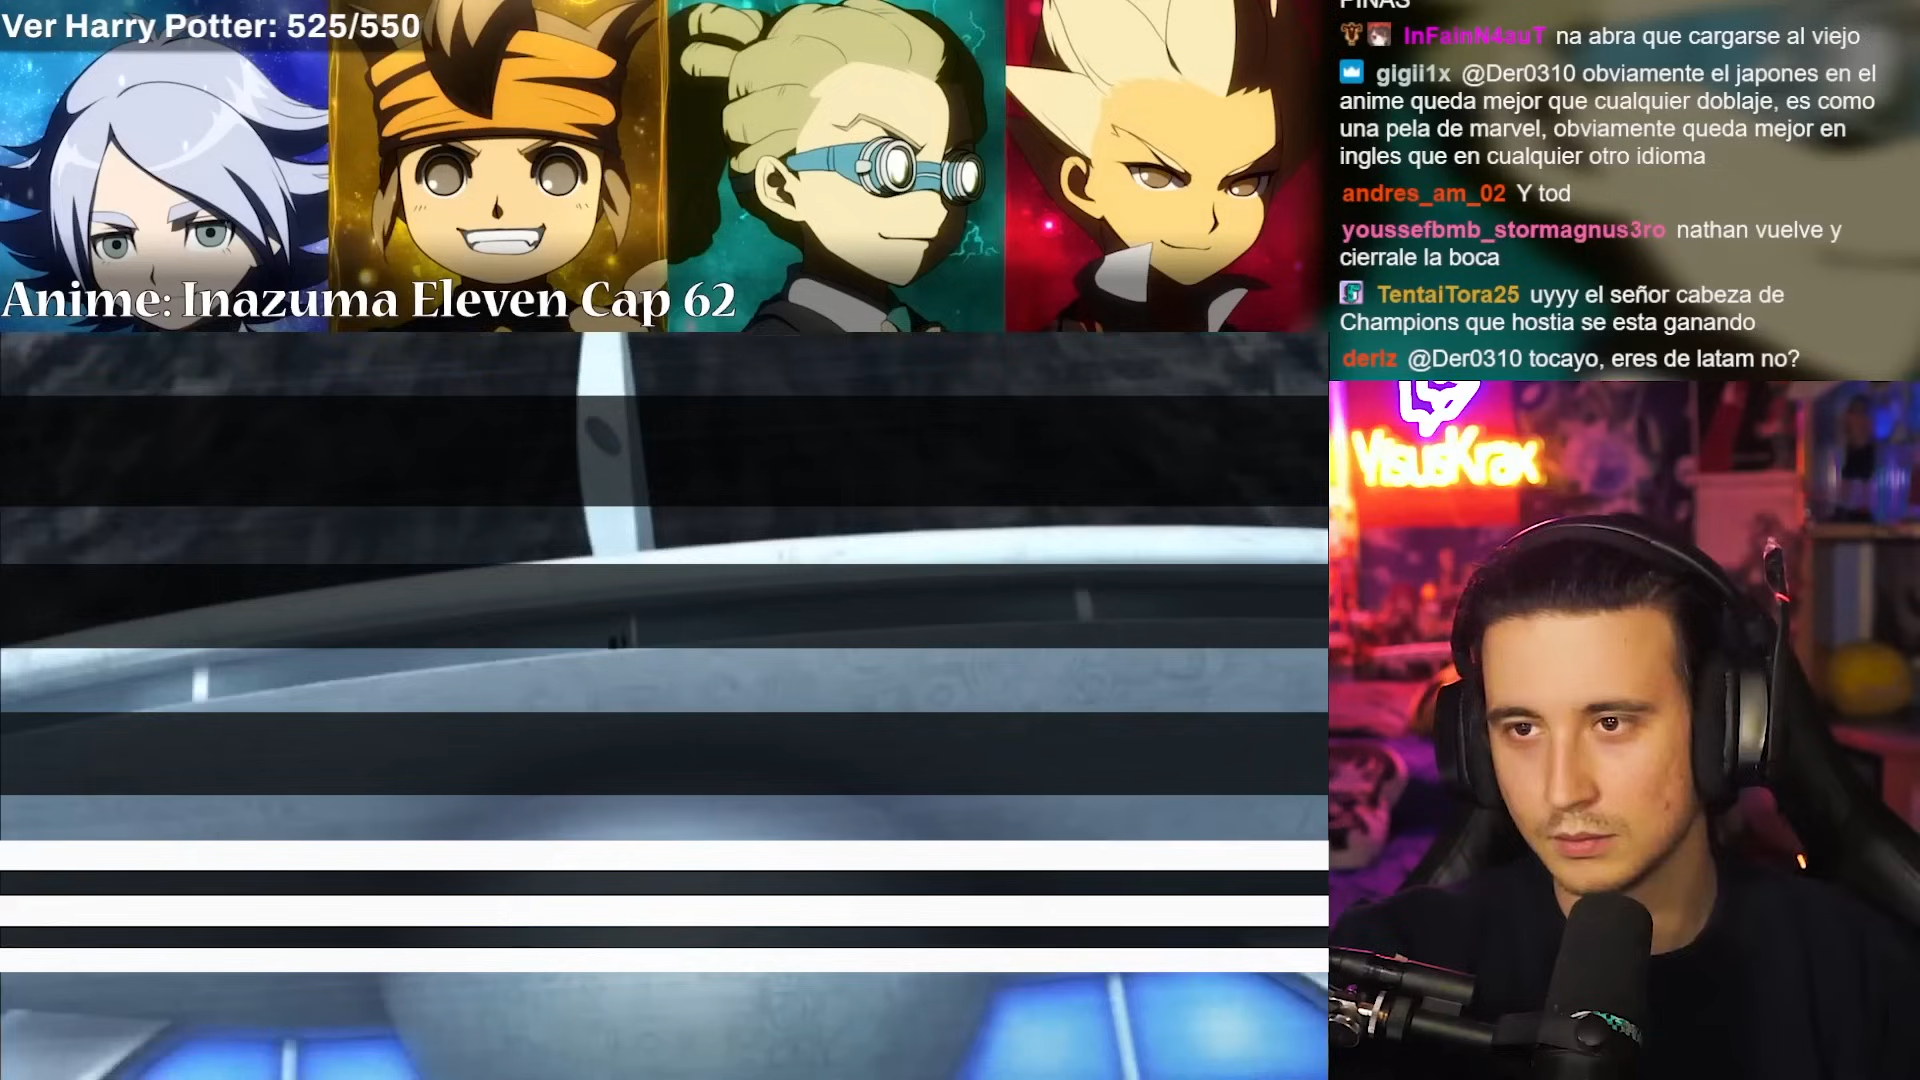 Ver Harry Potter: 525/550
Anime: Inazuma Eleven Cap 62
PIÑAS
InFainN4suT na abra que cargarse al viejo
gigii1x @Der0310 obviamente el japones en el
anime queda mejor que cualquier doblaje, es como
una pela de marvel, obviamente queda mejor en
ingles que en cualquier otro idioma
andres_am_02 Y tod
youssefbmb_stormagnus3ro nathan vuelve y
cierrale la boca
TentaiTora25 uyyy el señor cabeza de
Champions que hostia se esta ganando
deriz @Der0310 tocayo, eres de latam no?
VisusKrax